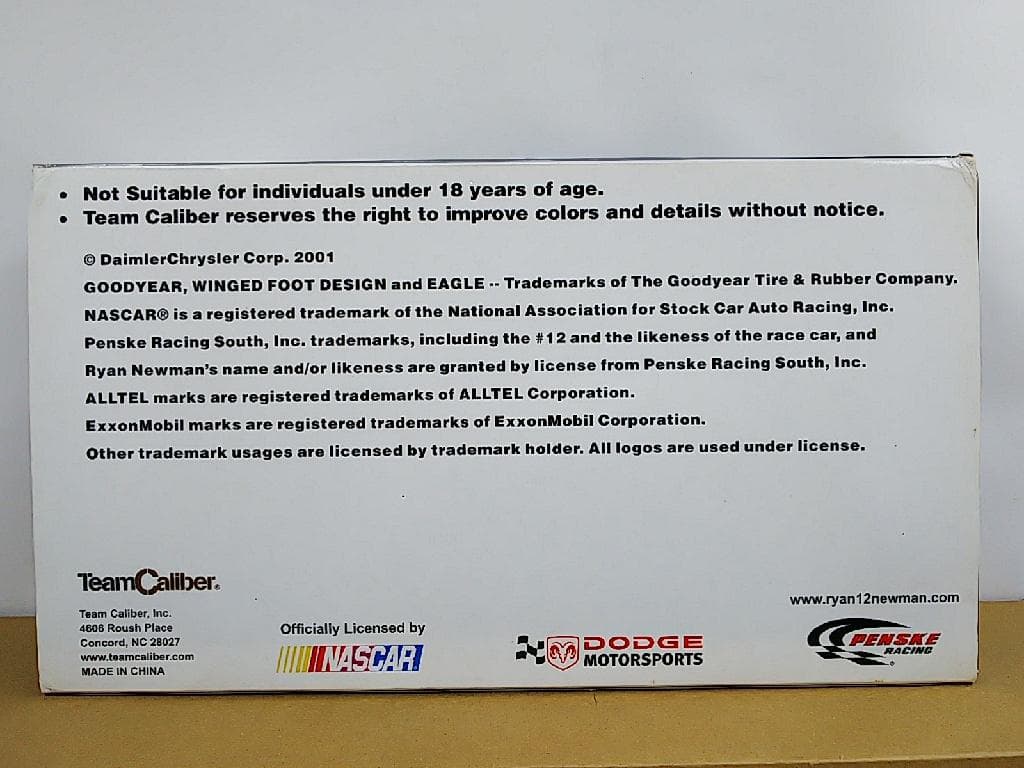 • Not Suitable for individuals under 18 years of age.
• Team Caliber reserves the right to improve colors and details without notice.
© DaimlerChrysler Corp. 2001
GOODYEAR, WINGED FOOT DESIGN and EAGLE -- Trademarks of The Goodyear Tire & Rubber Company.
NASCAR® is a registered trademark of the National Association for Stock Car Auto Racing, Inc.
Penske Racing South, Inc. trademarks, including the #12 and the likeness of the race car, and
Ryan Newman's name and/or likeness are granted by license from Penske Racing South, Inc.
ALLTEL marks are registered trademarks of ALLTEL Corporation.
ExxonMobil marks are registered trademarks of ExxonMobil Corporation.
Other trademark usages are licensed by trademark holder. All logos are used under license.
TeamCaliber®
Team Caliber, Inc.
4606 Roush Place
Concord, NC 28027
www.teamcaliber.com
MADE IN CHINA
Officially Licensed by
NASCAR
DODGE
MOTORSPORTS
www.ryan12newman.com
PENSKE
RACING